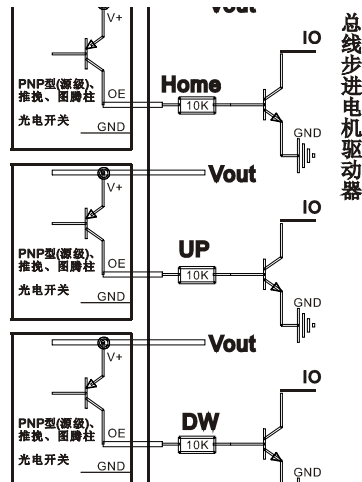 Vout
V+
IO
总线步进电机驱动器
PNP型(源级)、
推挽、图腾柱
光电开关
OE
GND
Home
10K
GND
Vout
V+
IO
PNP型(源级)、
推挽、图腾柱
光电开关
OE
GND
UP
10K
GND
Vout
V+
IO
PNP型(源级)、
推挽、图腾柱
光电开关
OE
GND
DW
10K
GND